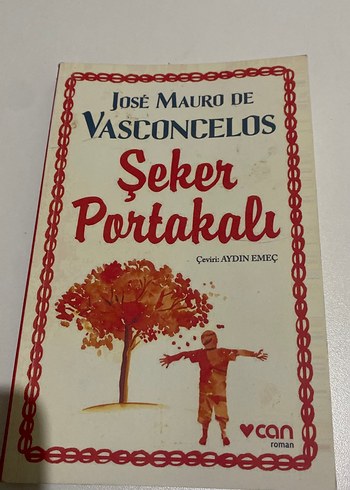 JOSÉ MAURO DE
VASCONCELOS
Şeker
Portakalı
Çeviri: AYDIN EMEÇ
can
roman